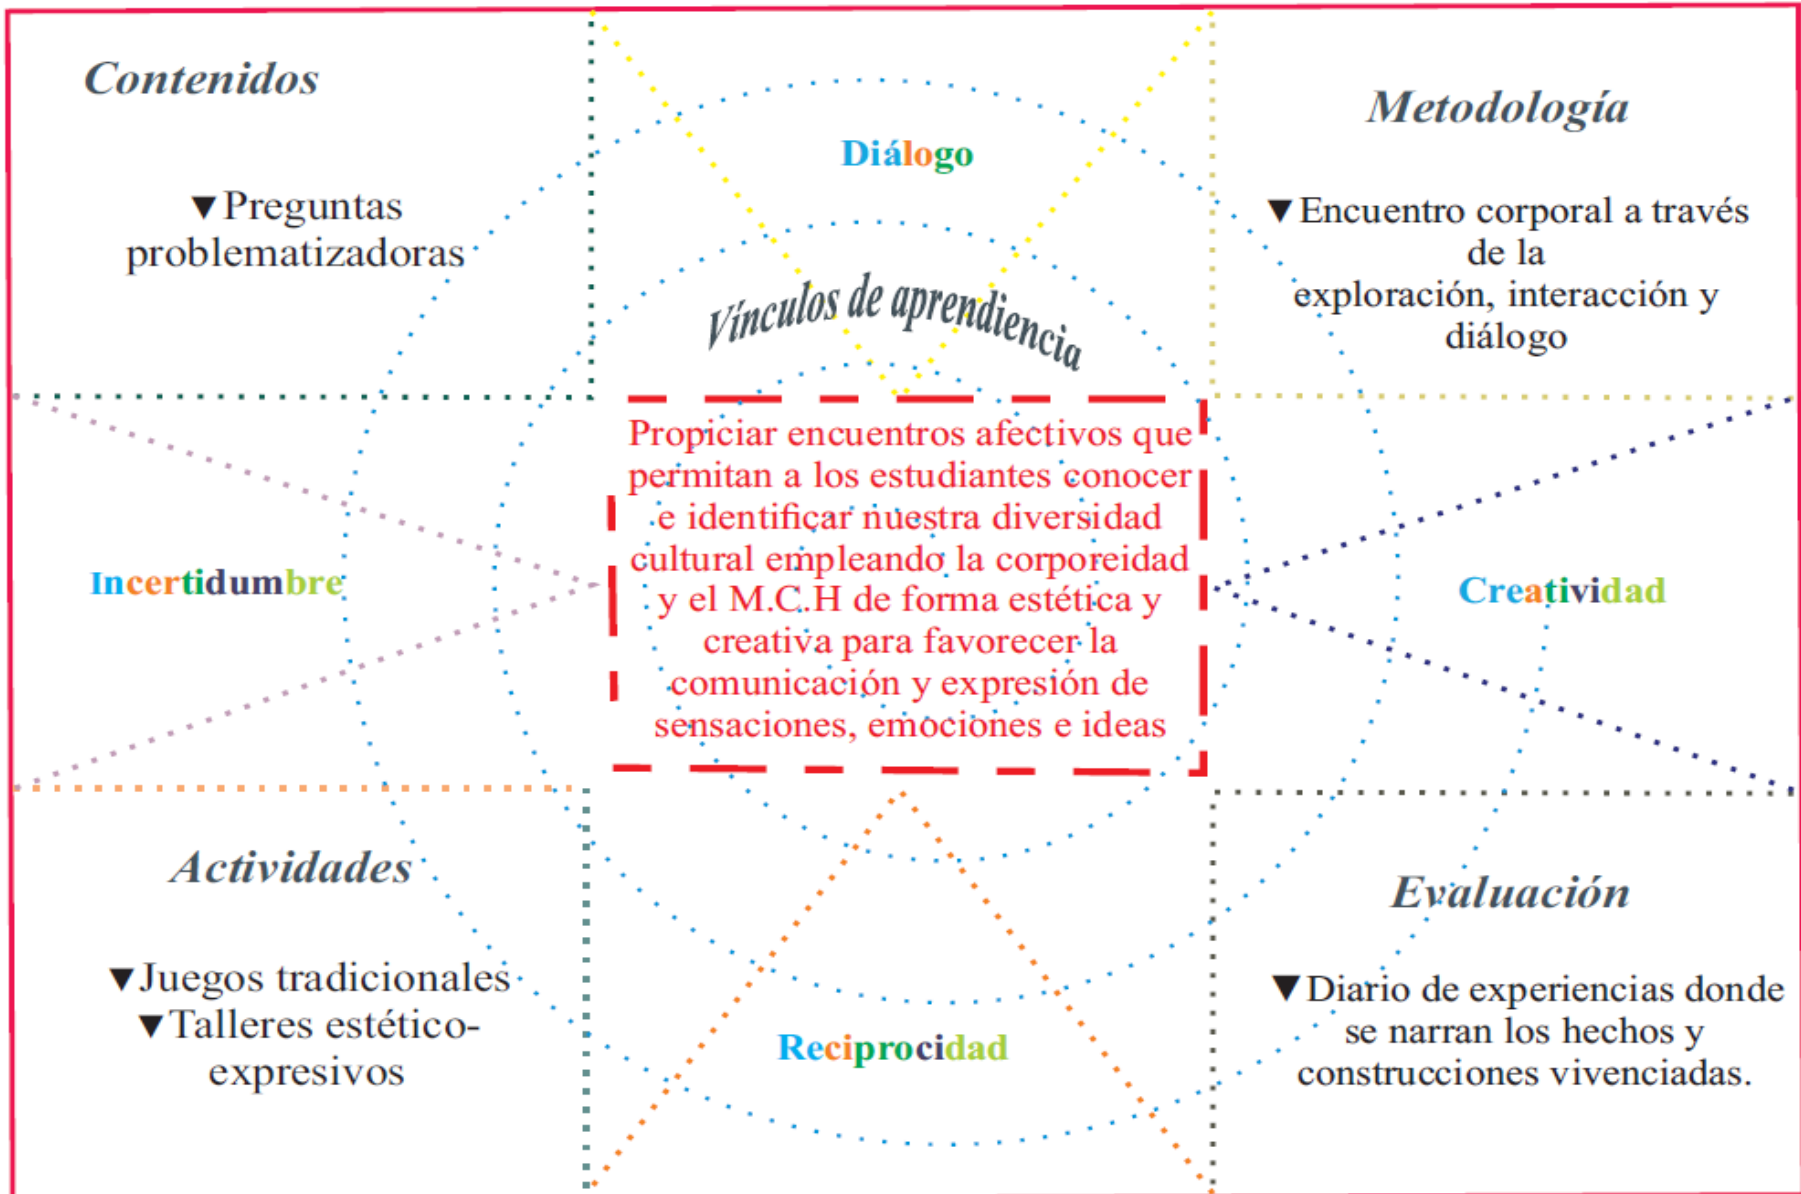 Contenidos
▼Preguntas
problematizadoras
Diálogo
Metodología
▼Encuentro corporal a través
de la
exploración, interacción y
diálogo
Vínculos de aprendiencia
Propiciar encuentros afectivos que
permitan a los estudiantes conocer
e identificar nuestra diversidad
cultural empleando la corporeidad
y el M.C.H de forma estética y
creativa para favorecer la
comunicación y expresión de
sensaciones, emociones e ideas
Incertidumbre
Creatividad
Actividades
▼Juegos tradicionales
▼Talleres estético-
expresivos
Reciprocidad
Evaluación
▼Diario de experiencias donde
se narran los hechos y
construcciones vivenciadas.